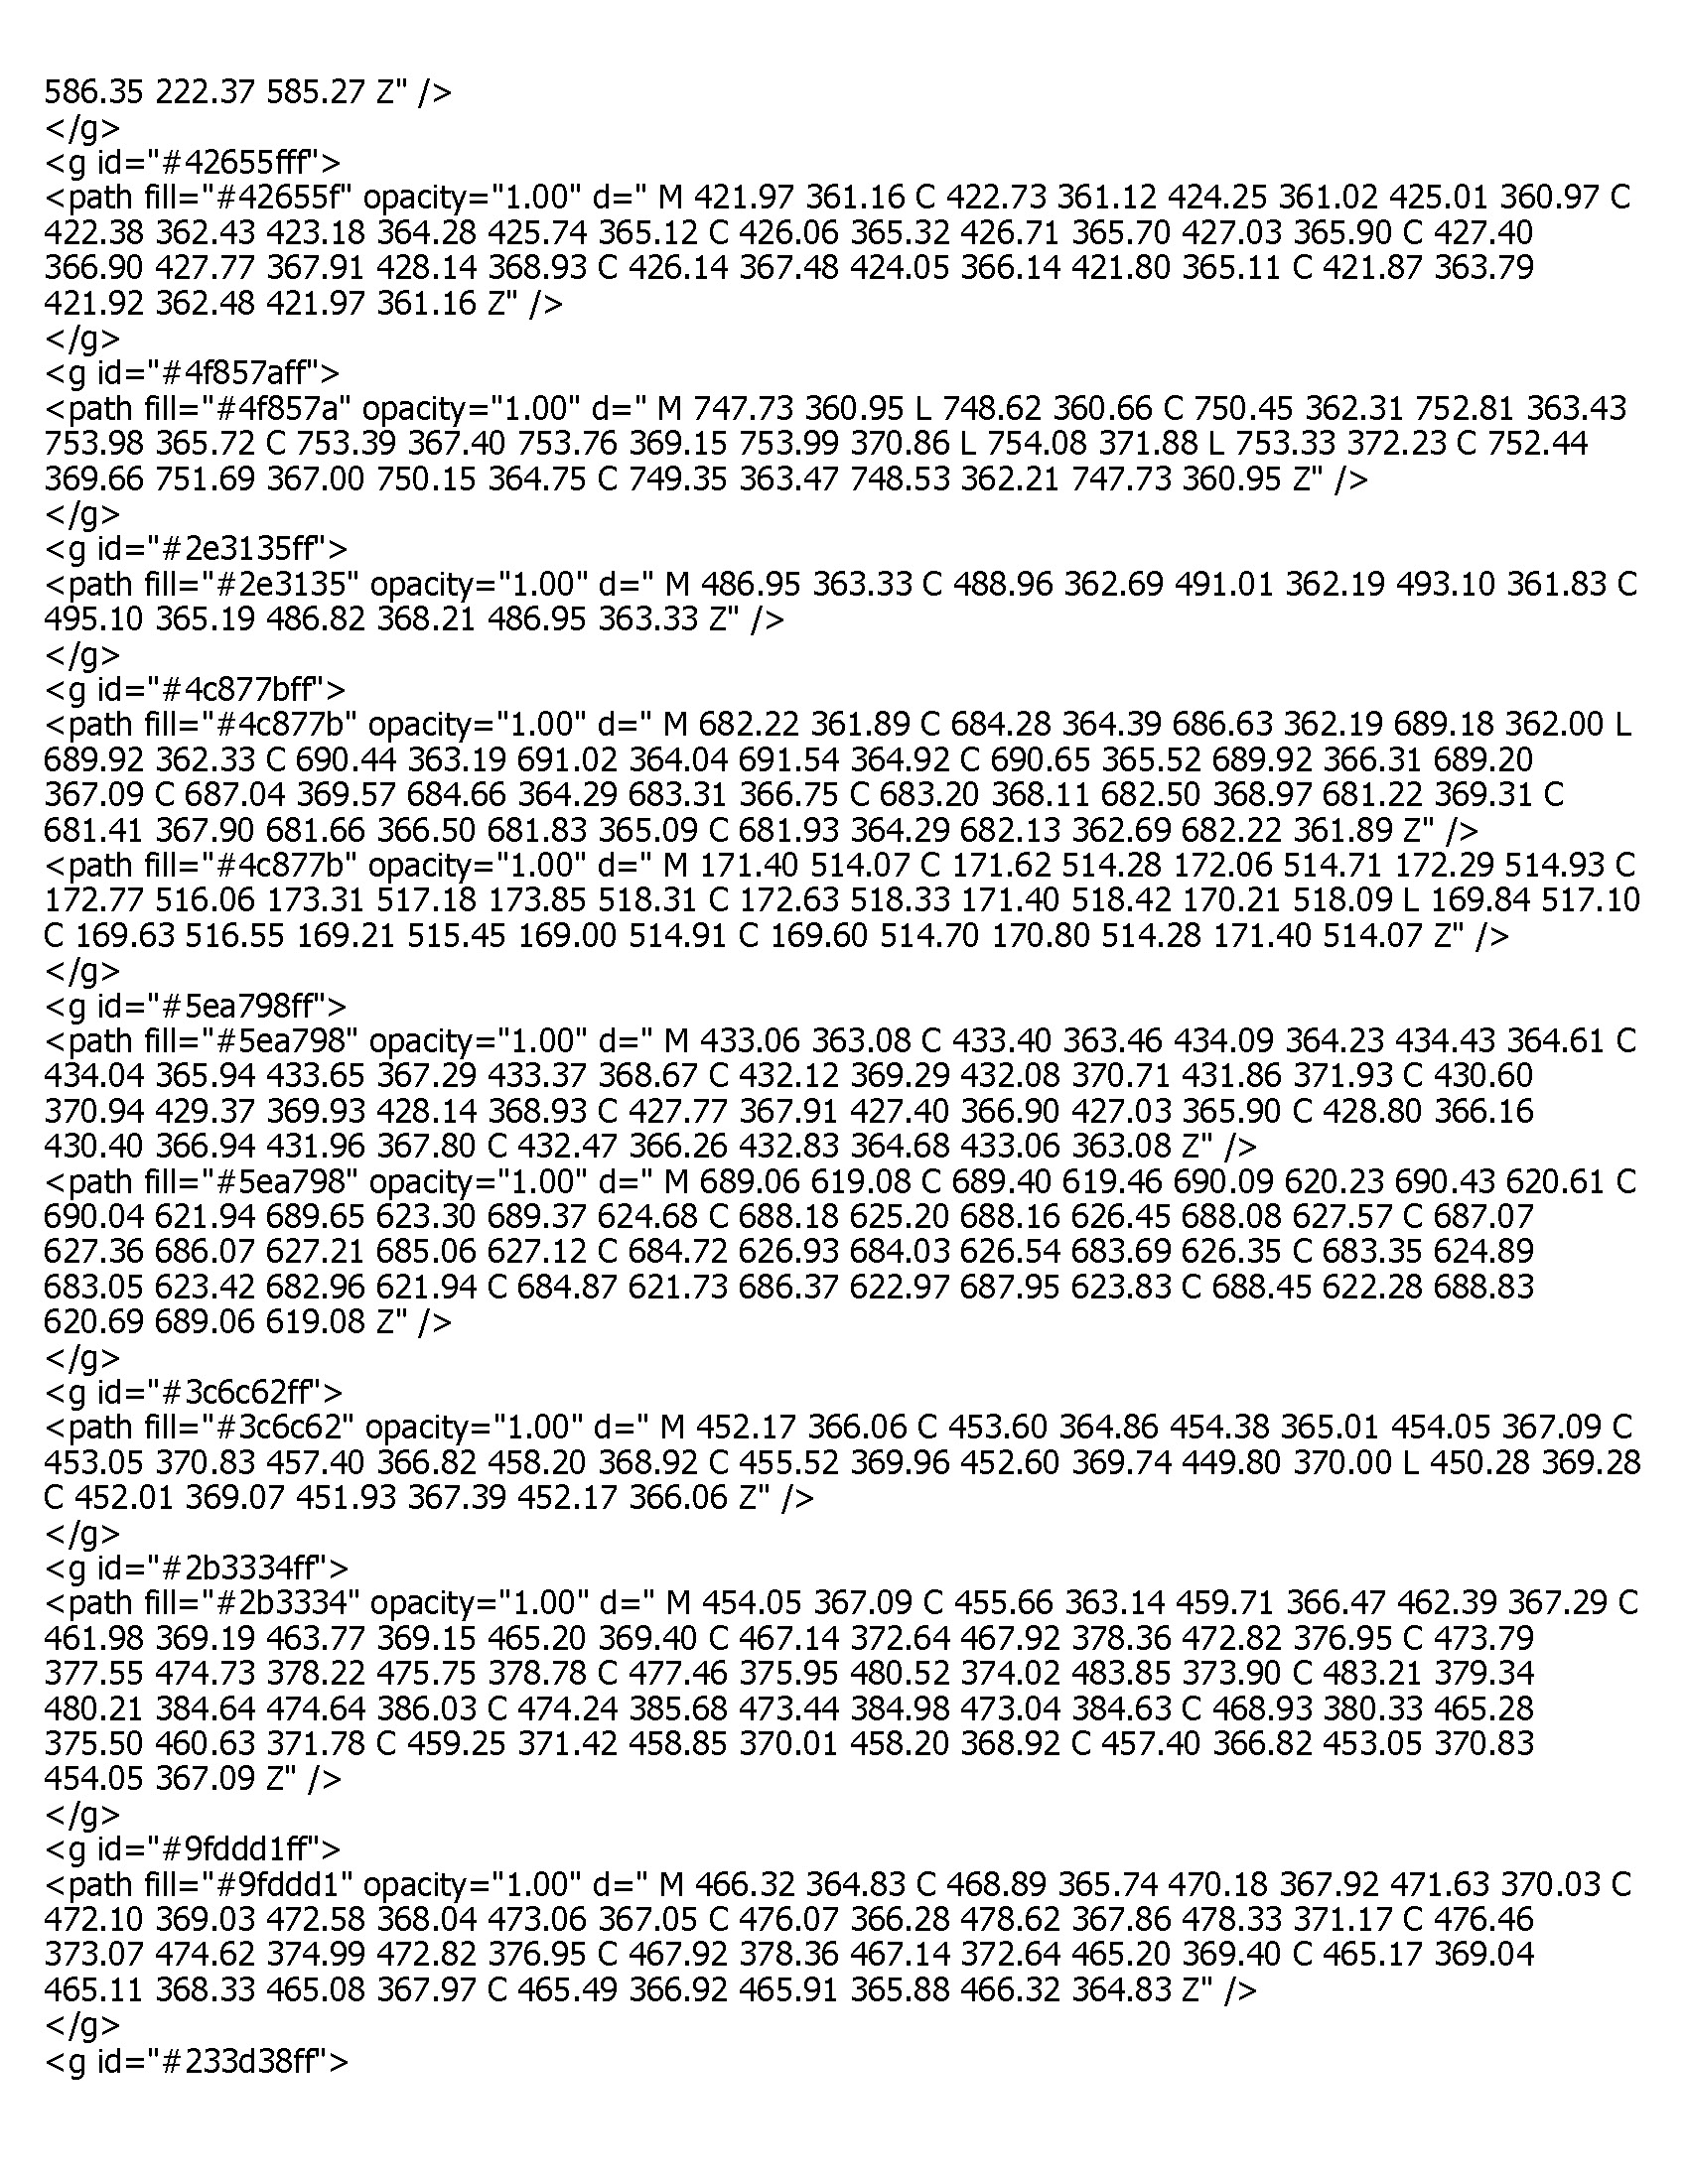 586.35 222.37 585.27 Z" />
</g>
<g id="#42655fff">
<path fill="#42655f" opacity="1.00" d=" M 421.97 361.16 C 422.73 361.12 424.25 361.02 425.01 360.97 C
422.38 362.43 423.18 364.28 425.74 365.12 C 426.06 365.32 426.71 365.70 427.03 365.90 C 427.40
366.90 427.77 367.91 428.14 368.93 C 426.14 367.48 424.05 366.14 421.80 365.11 C 421.87 363.79
421.92 362.48 421.97 361.16 Z" />
</g>
<g id="#4f857aff">
<path fill="#4f857a" opacity="1.00" d=" M 747.73 360.95 L 748.62 360.66 C 750.45 362.31 752.81 363.43
753.98 365.72 C 753.39 367.40 753.76 369.15 753.99 370.86 L 754.08 371.88 L 753.33 372.23 C 752.44
369.66 751.69 367.00 750.15 364.75 C 749.35 363.47 748.53 362.21 747.73 360.95 Z" />
</g>
<g id="#2e3135ff">
<path fill="#2e3135" opacity="1.00" d=" M 486.95 363.33 C 488.96 362.69 491.01 362.19 493.10 361.83 C
495.10 365.19 486.82 368.21 486.95 363.33 Z" />
</g>
<g id="#4c877bff">
<path fill="#4c877b" opacity="1.00" d=" M 682.22 361.89 C 684.28 364.39 686.63 362.19 689.18 362.00 L
689.92 362.33 C 690.44 363.19 691.02 364.04 691.54 364.92 C 690.65 365.52 689.92 366.31 689.20
367.09 C 687.04 369.57 684.66 364.29 683.31 366.75 C 683.20 368.11 682.50 368.97 681.22 369.31 C
681.41 367.90 681.66 366.50 681.83 365.09 C 681.93 364.29 682.13 362.69 682.22 361.89 Z" />
<path fill="#4c877b" opacity="1.00" d=" M 171.40 514.07 C 171.62 514.28 172.06 514.71 172.29 514.93 C
172.77 516.06 173.31 517.18 173.85 518.31 C 172.63 518.33 171.40 518.42 170.21 518.09 L 169.84 517.10
C 169.63 516.55 169.21 515.45 169.00 514.91 C 169.60 514.70 170.80 514.28 171.40 514.07 Z" />
</g>
<g id="#5ea798ff">
<path fill="#5ea798" opacity="1.00" d=" M 433.06 363.08 C 433.40 363.46 434.09 364.23 434.43 364.61 C
434.04 365.94 433.65 367.29 433.37 368.67 C 432.12 369.29 432.08 370.71 431.86 371.93 C 430.60
370.94 429.37 369.93 428.14 368.93 C 427.77 367.91 427.40 366.90 427.03 365.90 C 428.80 366.16
430.40 366.94 431.96 367.80 C 432.47 366.26 432.83 364.68 433.06 363.08 Z" />
<path fill="#5ea798" opacity="1.00" d=" M 689.06 619.08 C 689.40 619.46 690.09 620.23 690.43 620.61 C
690.04 621.94 689.65 623.30 689.37 624.68 C 688.18 625.20 688.16 626.45 688.08 627.57 C 687.07
627.36 686.07 627.21 685.06 627.12 C 684.72 626.93 684.03 626.54 683.69 626.35 C 683.35 624.89
683.05 623.42 682.96 621.94 C 684.87 621.73 686.37 622.97 687.95 623.83 C 688.45 622.28 688.83
620.69 689.06 619.08 Z" />
</g>
<g id="#3c6c62ff">
<path fill="#3c6c62" opacity="1.00" d=" M 452.17 366.06 C 453.60 364.86 454.38 365.01 454.05 367.09 C
453.05 370.83 457.40 366.82 458.20 368.92 C 455.52 369.96 452.60 369.74 449.80 370.00 L 450.28 369.28
C 452.01 369.07 451.93 367.39 452.17 366.06 Z" />
</g>
<g id="#2b3334ff">
<path fill="#2b3334" opacity="1.00" d=" M 454.05 367.09 C 455.66 363.14 459.71 366.47 462.39 367.29 C
461.98 369.19 463.77 369.15 465.20 369.40 C 467.14 372.64 467.92 378.36 472.82 376.95 C 473.79
377.55 474.73 378.22 475.75 378.78 C 477.46 375.95 480.52 374.02 483.85 373.90 C 483.21 379.34
480.21 384.64 474.64 386.03 C 474.24 385.68 473.44 384.98 473.04 384.63 C 468.93 380.33 465.28
375.50 460.63 371.78 C 459.25 371.42 458.85 370.01 458.20 368.92 C 457.40 366.82 453.05 370.83
454.05 367.09 Z" />
</g>
<g id="#9fddd1ff">
<path fill="#9fddd1" opacity="1.00" d=" M 466.32 364.83 C 468.89 365.74 470.18 367.92 471.63 370.03 C
472.10 369.03 472.58 368.04 473.06 367.05 C 476.07 366.28 478.62 367.86 478.33 371.17 C 476.46
373.07 474.62 374.99 472.82 376.95 C 467.92 378.36 467.14 372.64 465.20 369.40 C 465.17 369.04
465.11 368.33 465.08 367.97 C 465.49 366.92 465.91 365.88 466.32 364.83 Z" />
</g>
<g id="#233d38ff">